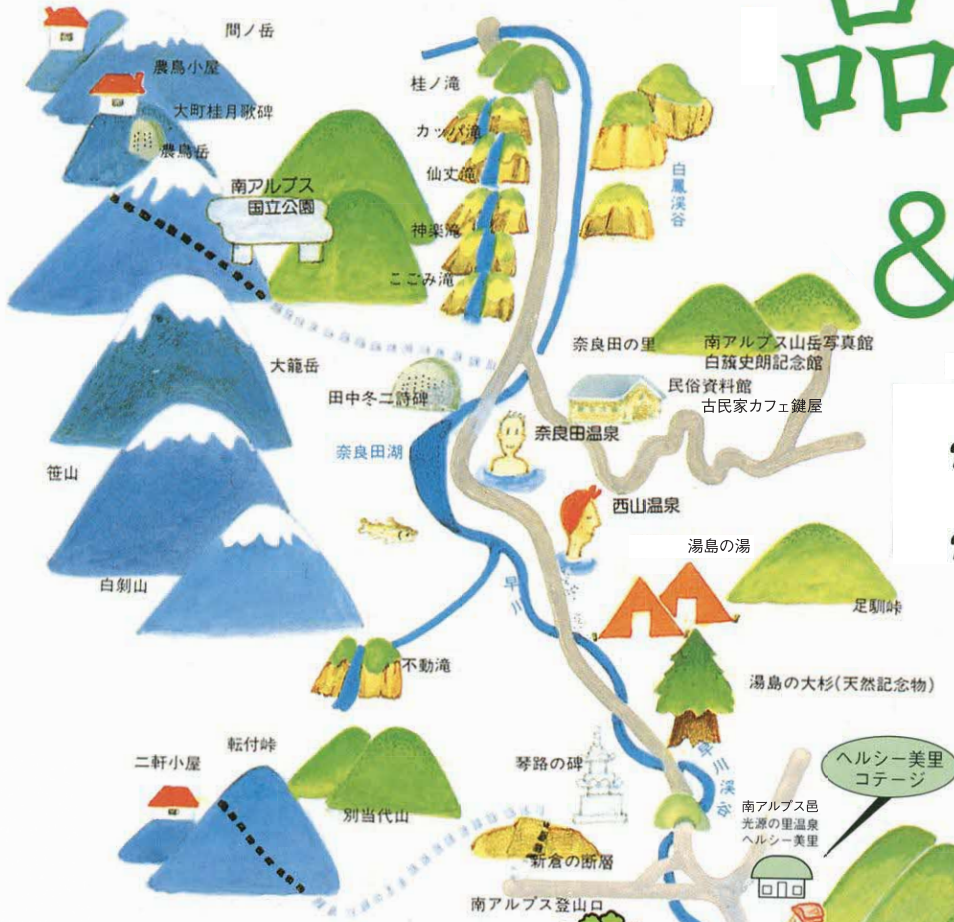 間ノ岳
農鳥小屋
大町桂月歌碑
農鳥岳
南アルプス
国立公園
桂ノ滝
カッパ滝
仙丈滝
神楽滝
こごみ滝
白鳳渓谷
品
&
奈良田の里
南アルプス山岳写真館
白籏史朗記念館
民俗資料館
古民家カフェ鍵屋
大籠岳
田中冬二詩碑
奈良田温泉
奈良田湖
笹山
西山温泉
湯島の湯
白剝山
早川
足馴峠
不動滝
湯島の大杉(天然記念物)
転付峠
二軒小屋
別当代山
琴路の碑
早川渓谷
ヘルシー美里
コテージ
南アルプス邑
光源の里温泉
ヘルシー美里
新倉の断層
南アルプス登山口